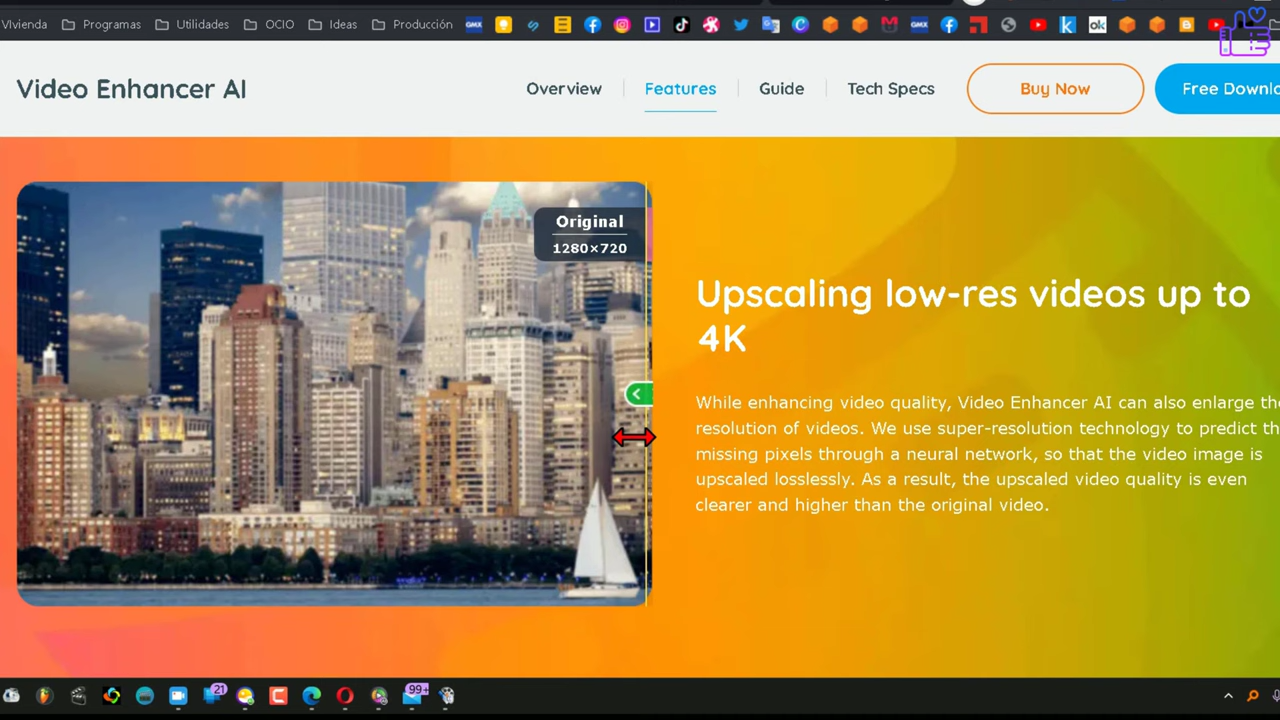 VIvienda Programas Utilidades OCIO Ideas Producción
Video Enhancer AI
Overview Features Guide Tech Specs Buy Now Free Downlo
Original
1280×720
Upscaling low-res videos up to
4K
While enhancing video quality, Video Enhancer AI can also enlarge the
resolution of videos. We use super-resolution technology to predict th
missing pixels through a neural network, so that the video image is
upscaled losslessly. As a result, the upscaled video quality is even
clearer and higher than the original video.
21 99+